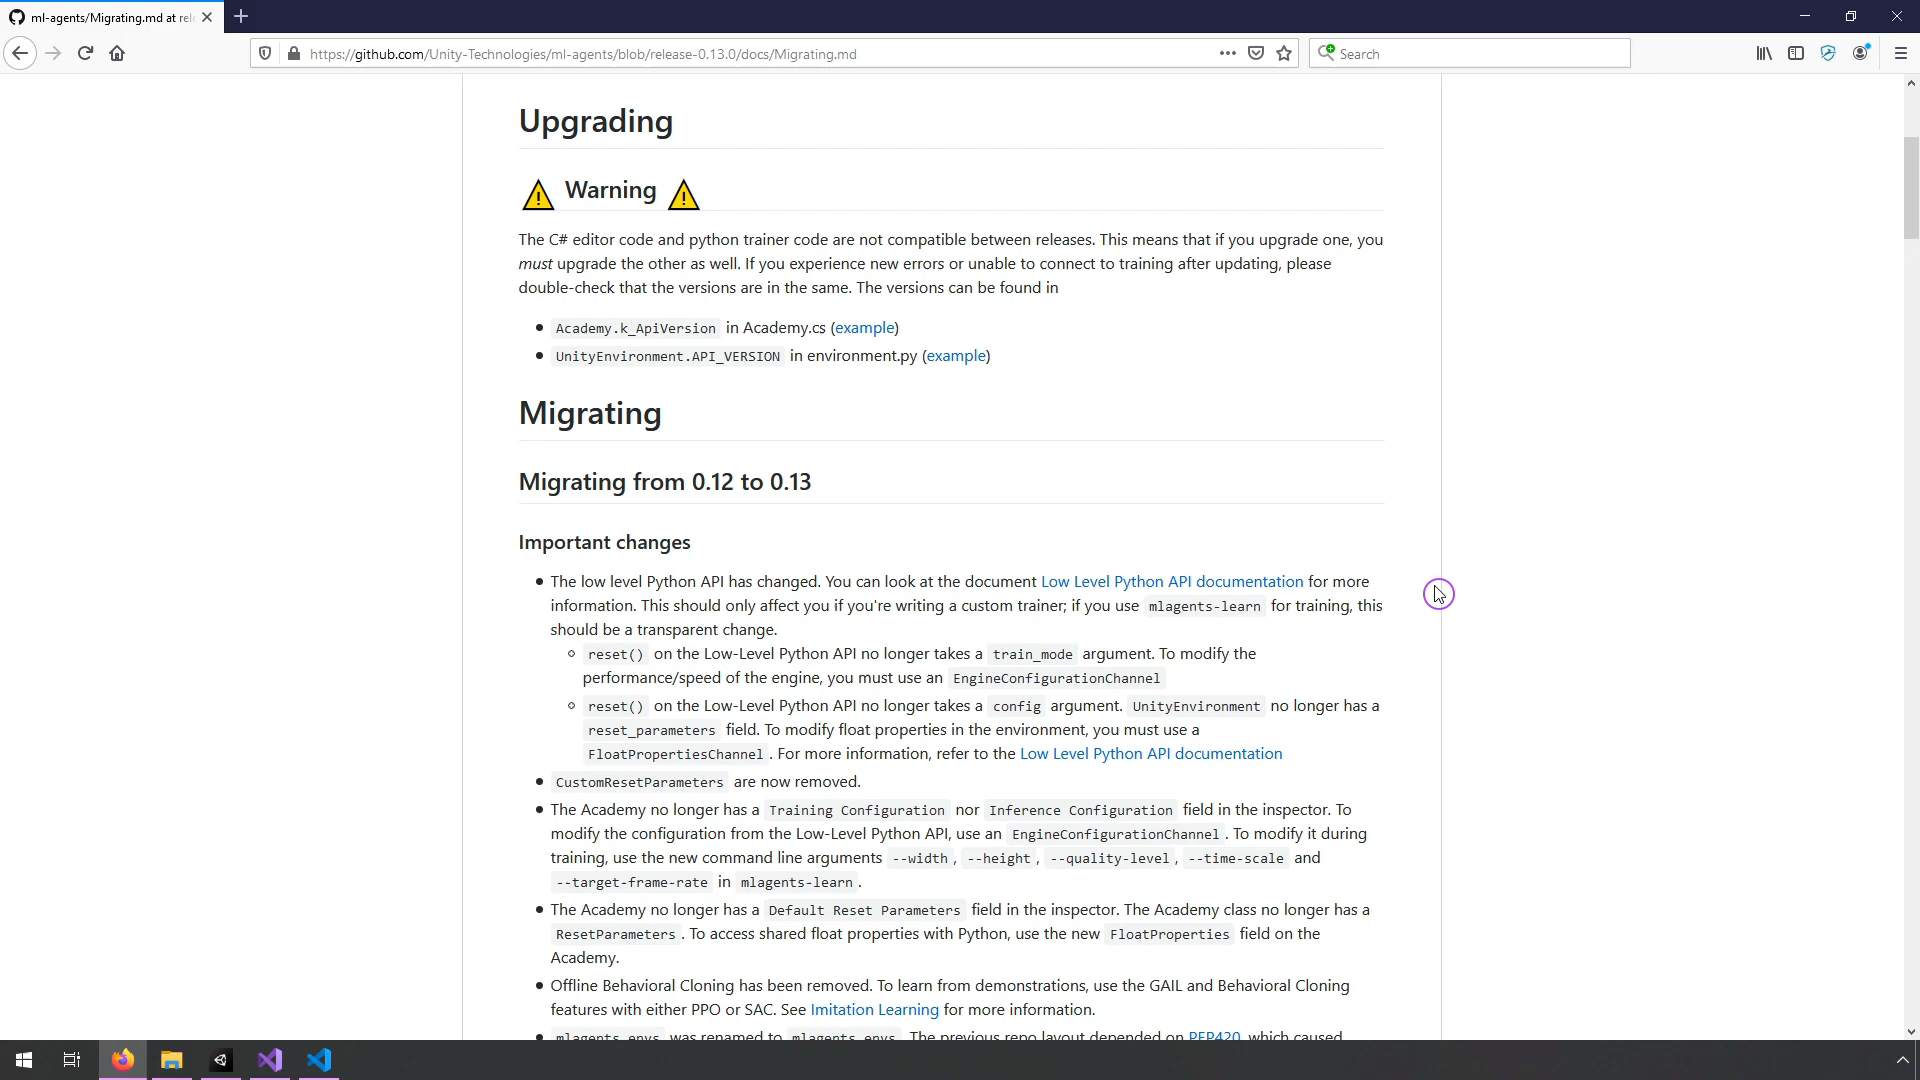 ml-agents/Migrating.md at rel
https://github.com/Unity-Technologies/ml-agents/blob/release-0.13.0/docs/Migrating.md
Search
Upgrading
Warning
The C# editor code and python trainer code are not compatible between releases. This means that if you upgrade one, you
must upgrade the other as well. If you experience new errors or unable to connect to training after updating, please
double-check that the versions are in the same. The versions can be found in
Academy.k_ApiVersion in Academy.cs (example)
UnityEnvironment.API_VERSION in environment.py (example)
Migrating
Migrating from 0.12 to 0.13
Important changes
The low level Python API has changed. You can look at the document Low Level Python API documentation for more
information. This should only affect you if you're writing a custom trainer; if you use mlagents-learn for training, this
should be a transparent change.
reset() on the Low-Level Python API no longer takes a train_mode argument. To modify the
performance/speed of the engine, you must use an EngineConfigurationChannel
reset() on the Low-Level Python API no longer takes a config argument. UnityEnvironment no longer has a
reset_parameters field. To modify float properties in the environment, you must use a
FloatPropertiesChannel. For more information, refer to the Low Level Python API documentation
CustomResetParameters are now removed.
The Academy no longer has a Training Configuration nor Inference Configuration field in the inspector. To
modify the configuration from the Low-Level Python API, use an EngineConfigurationChannel. To modify it during
training, use the new command line arguments --width, --height, --quality-level, --time-scale and
--target-frame-rate in mlagents-learn.
The Academy no longer has a Default Reset Parameters field in the inspector. The Academy class no longer has a
ResetParameters. To access shared float properties with Python, use the new FloatProperties field on the
Academy.
Offline Behavioral Cloning has been removed. To learn from demonstrations, use the GAIL and Behavioral Cloning
features with either PPO or SAC. See Imitation Learning for more information.
was renamed to The previous repo layout depended on PEP420, which caused